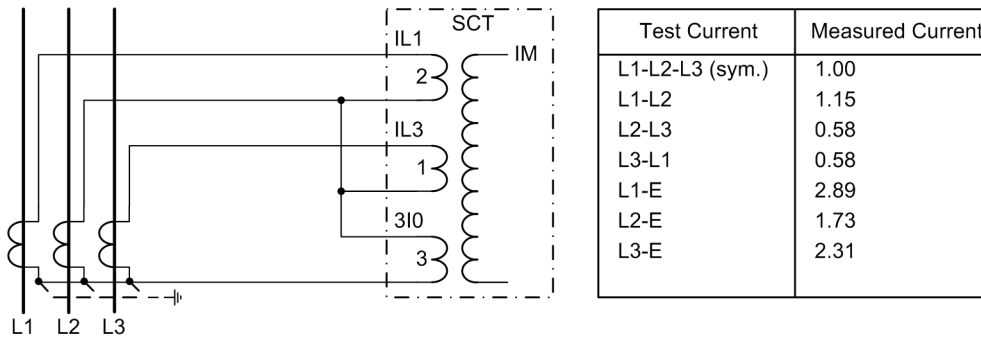 SCT
IL1
IM
2
IL3
1
3I0
3
L1 L2 L3
Test Current Measured Current
L1-L2-L3 (sym.) 1.00
L1-L2 1.15
L2-L3 0.58
L3-L1 0.58
L1-E 2.89
L2-E 1.73
L3-E 2.31